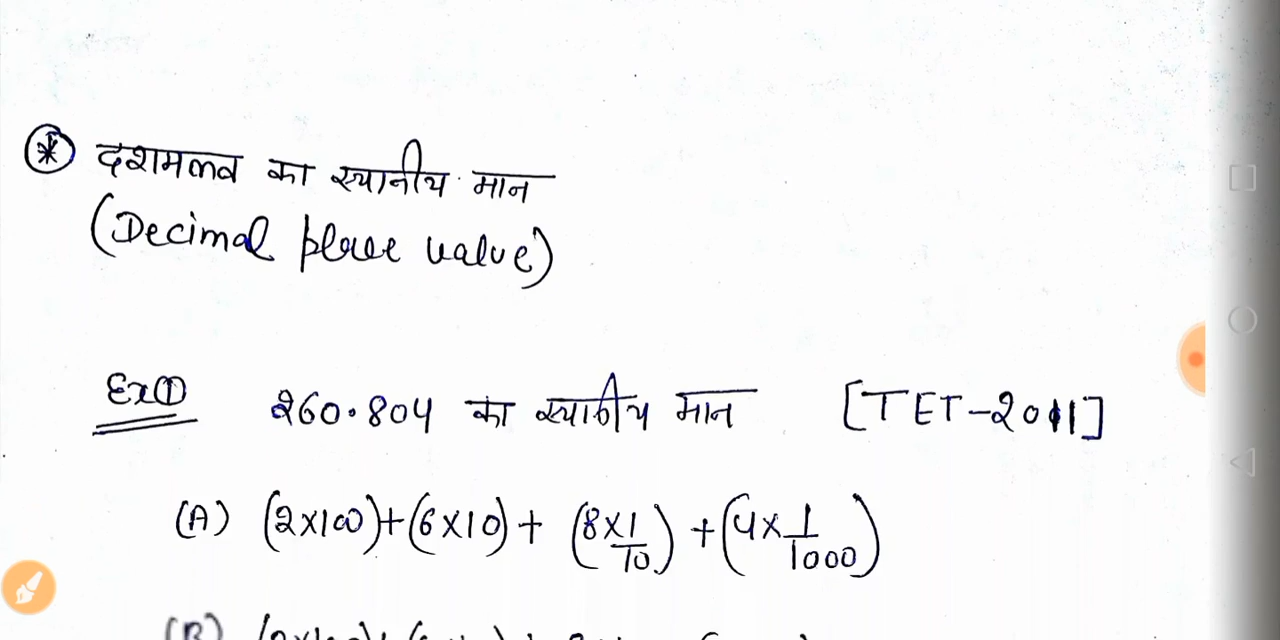 * दशमलव का स्थानीय मान
(Decimal place value)
Ex① 260.804 का स्थानीय मान [TET-2011]
(A) (2×100)+(6×10)+(8×1/10)+(4×1/1000)
(B)